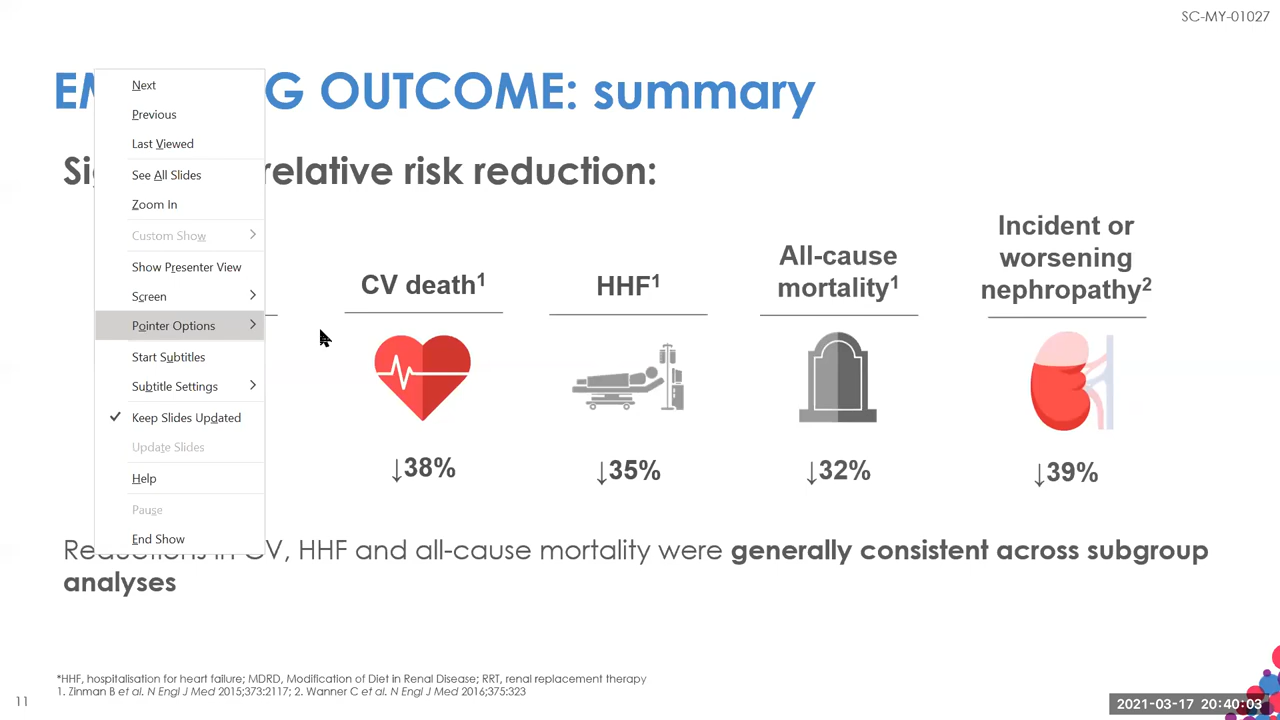 SC-MY-01027
EM G OUTCOME: summary
Si relative risk reduction:
Next
Previous
Last Viewed
See All Slides
Zoom In
Custom Show
Show Presenter View
Screen
Pointer Options
Start Subtitles
Subtitle Settings
Keep Slides Updated
Update Slides
Help
Pause
End Show
CV death1
↓38%
HHF1
↓35%
All-cause
mortality1
↓32%
Incident or
worsening
nephropathy2
↓39%
Reductions in CV, HHF and all-cause mortality were generally consistent across subgroup
analyses
*HHF, hospitalisation for heart failure; MDRD, Modification of Diet in Renal Disease; RRT, renal replacement therapy
1. Zinman B et al. N Engl J Med 2015;373:2117; 2. Wanner C et al. N Engl J Med 2016;375:323
11
2021-03-17 20:40:03